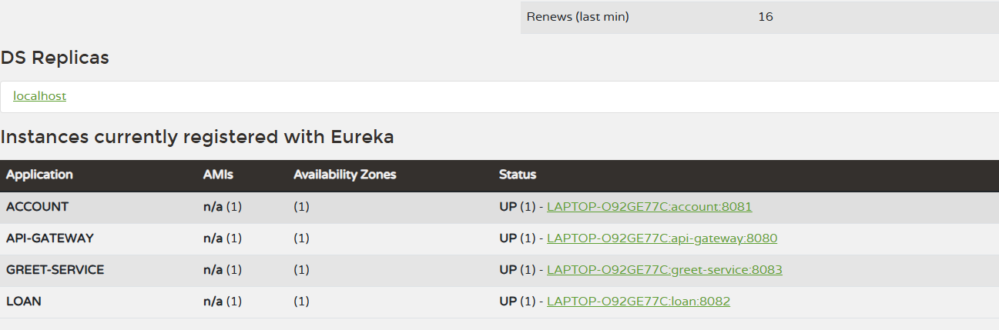 Renews (last min) 16
DS Replicas
localhost
Instances currently registered with Eureka
Application AMIs Availability Zones Status
ACCOUNT n/a (1) (1) UP (1) - LAPTOP-O92GE77C:account:8081
API-GATEWAY n/a (1) (1) UP (1) - LAPTOP-O92GE77C:api-gateway:8080
GREET-SERVICE n/a (1) (1) UP (1) - LAPTOP-O92GE77C:greet-service:8083
LOAN n/a (1) (1) UP (1) - LAPTOP-O92GE77C:loan:8082